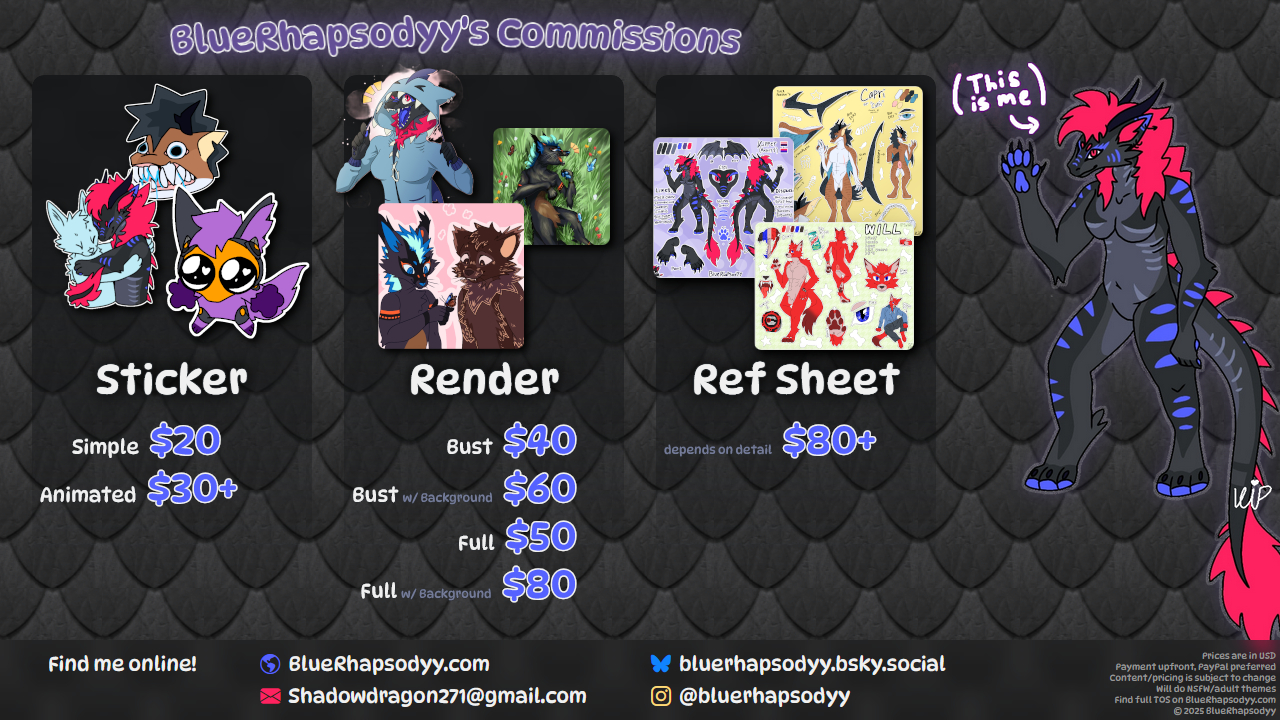 BlueRhapsodyy's Commissions
(This
is me)
Capri
WILL
Sticker
Simple $20
Animated $30+
Render
Bust $40
Bust w/ Background $60
Full $50
Full w/ Background $80
Ref Sheet
depends on detail $80+
WIP
Find me online!
BlueRhapsodyy.com
Shadowdragon271@gmail.com
bluerhapsodyy.bsky.social
@bluerhapsodyy
Prices are in USD
Payment upfront, PayPal preferred
Content/pricing is subject to change
Will do NSFW/adult themes
Find full TOS on BlueRhapsodyy.com
© 2025 BlueRhapsodyy